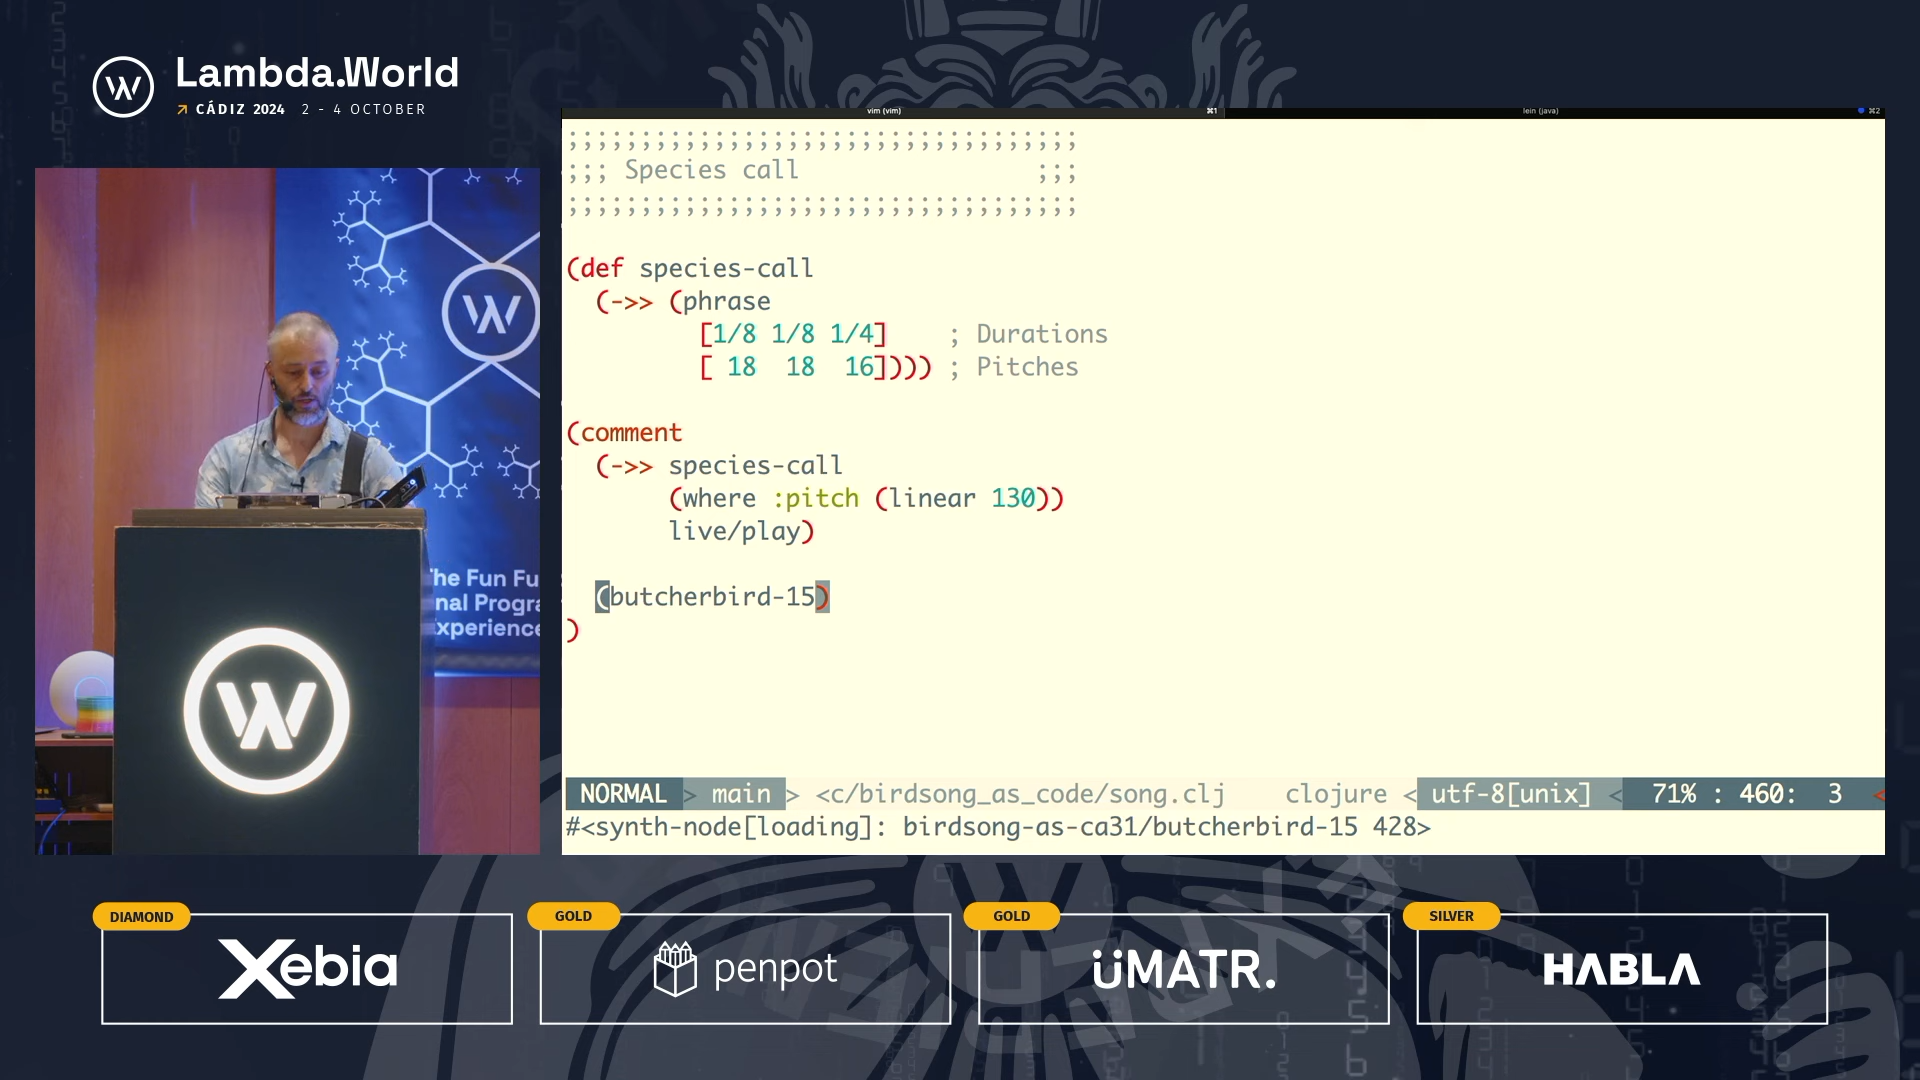 Lambda.World
CÁDIZ 2024 2 - 4 OCTOBER
vim (vim) ⌘1 lein (java) ⌘2
;;;;;;;;;;;;;;;;;;;;;;;;;;;;;;;;;;;
;;; Species call                ;;;
;;;;;;;;;;;;;;;;;;;;;;;;;;;;;;;;;;;
(def species-call
  (->> (phrase
         [1/8 1/8 1/4]    ; Durations
         [ 18  18  16]))) ; Pitches
(comment
  (->> species-call
       (where :pitch (linear 130))
       live/play)
  (butcherbird-15)
)
NORMAL > main > <c/birdsong_as_code/song.clj clojure < utf-8[unix] < 71% : 460: 3 <
#<synth-node[loading]: birdsong-as-ca31/butcherbird-15 428>
W
he Fun Fu
nal Progra
xperience
W
DIAMOND
Xebia
GOLD
penpot
GOLD
üMATR.
SILVER
HABLA